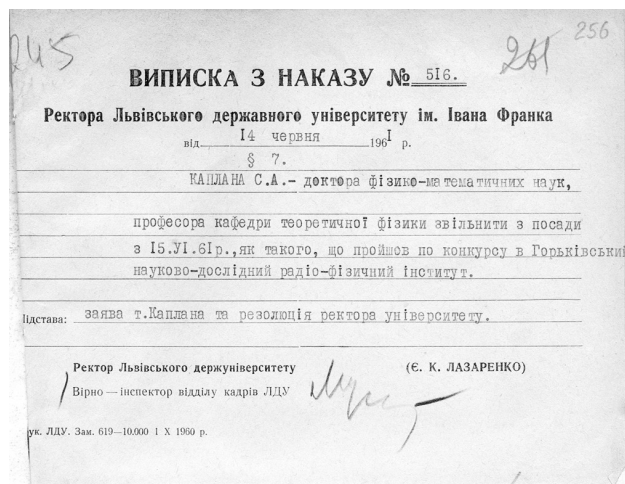 245
256
ВИПИСКА З НАКАЗУ № 516.
Ректора Львівського державного університету ім. Івана Франка
від 14 червня 1961 р.
§ 7.
КАПЛАНА С.А.- доктора фізико-математичних наук,
професора кафедри теоретичної фізики звільнити з посади
з 15.VI.61р., як такого, що пройшов по конкурсу в Горьківський
науково-дослідний радіо-фізичний інститут.
Підстава: заява т.Каплана та резолюція ректора університету.
Ректор Львівського держуніверситету (Є. К. ЛАЗАРЕНКО)
Вірно — інспектор відділу кадрів ЛДУ
ук. ЛДУ. Зам. 619—10.000 1 X 1960 р.